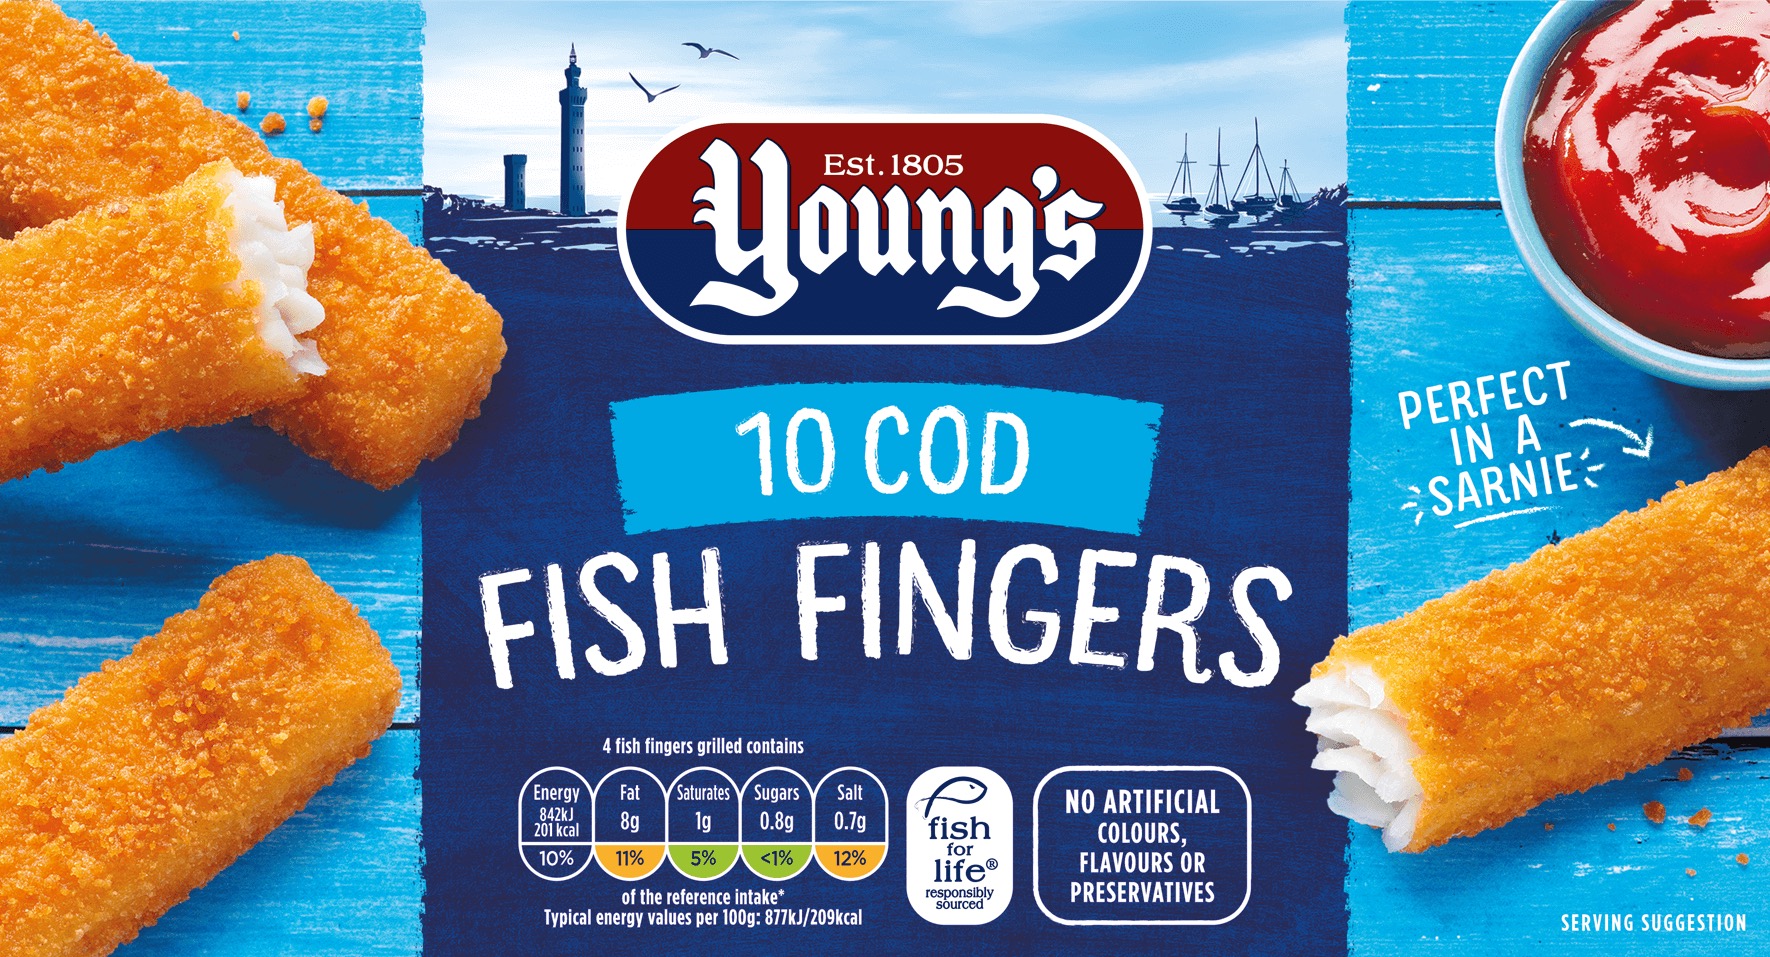 Est. 1805
Young's
10 COD
FISH FINGERS
PERFECT
IN A
SARNIE
4 fish fingers grilled contains
Energy
842kJ
201 kcal
10%
Fat
8g
11%
Saturates
1g
5%
Sugars
0.8g
<1%
Salt
0.7g
12%
of the reference intake*
Typical energy values per 100g: 877kJ/209kcal
fish
for
life®
responsibly
sourced
NO ARTIFICIAL
COLOURS,
FLAVOURS OR
PRESERVATIVES
SERVING SUGGESTION